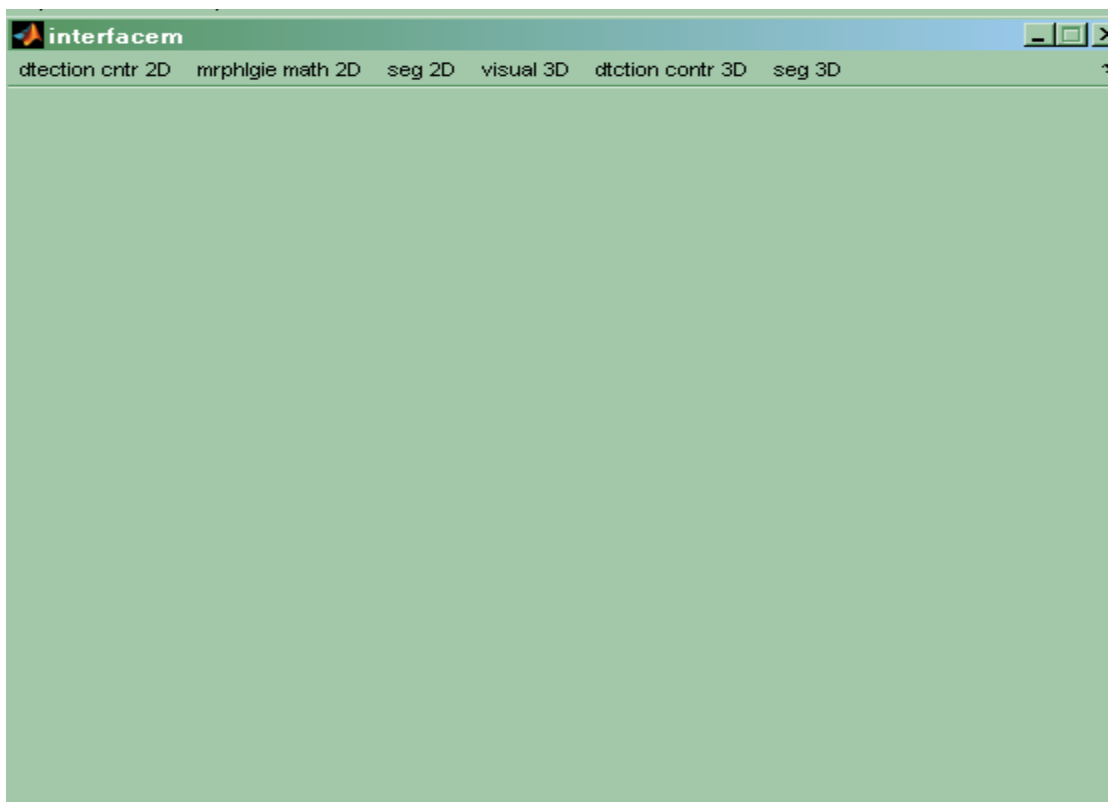 interfacem
dtection cntr 2D mrphlgie math 2D seg 2D visual 3D dtction contr 3D seg 3D